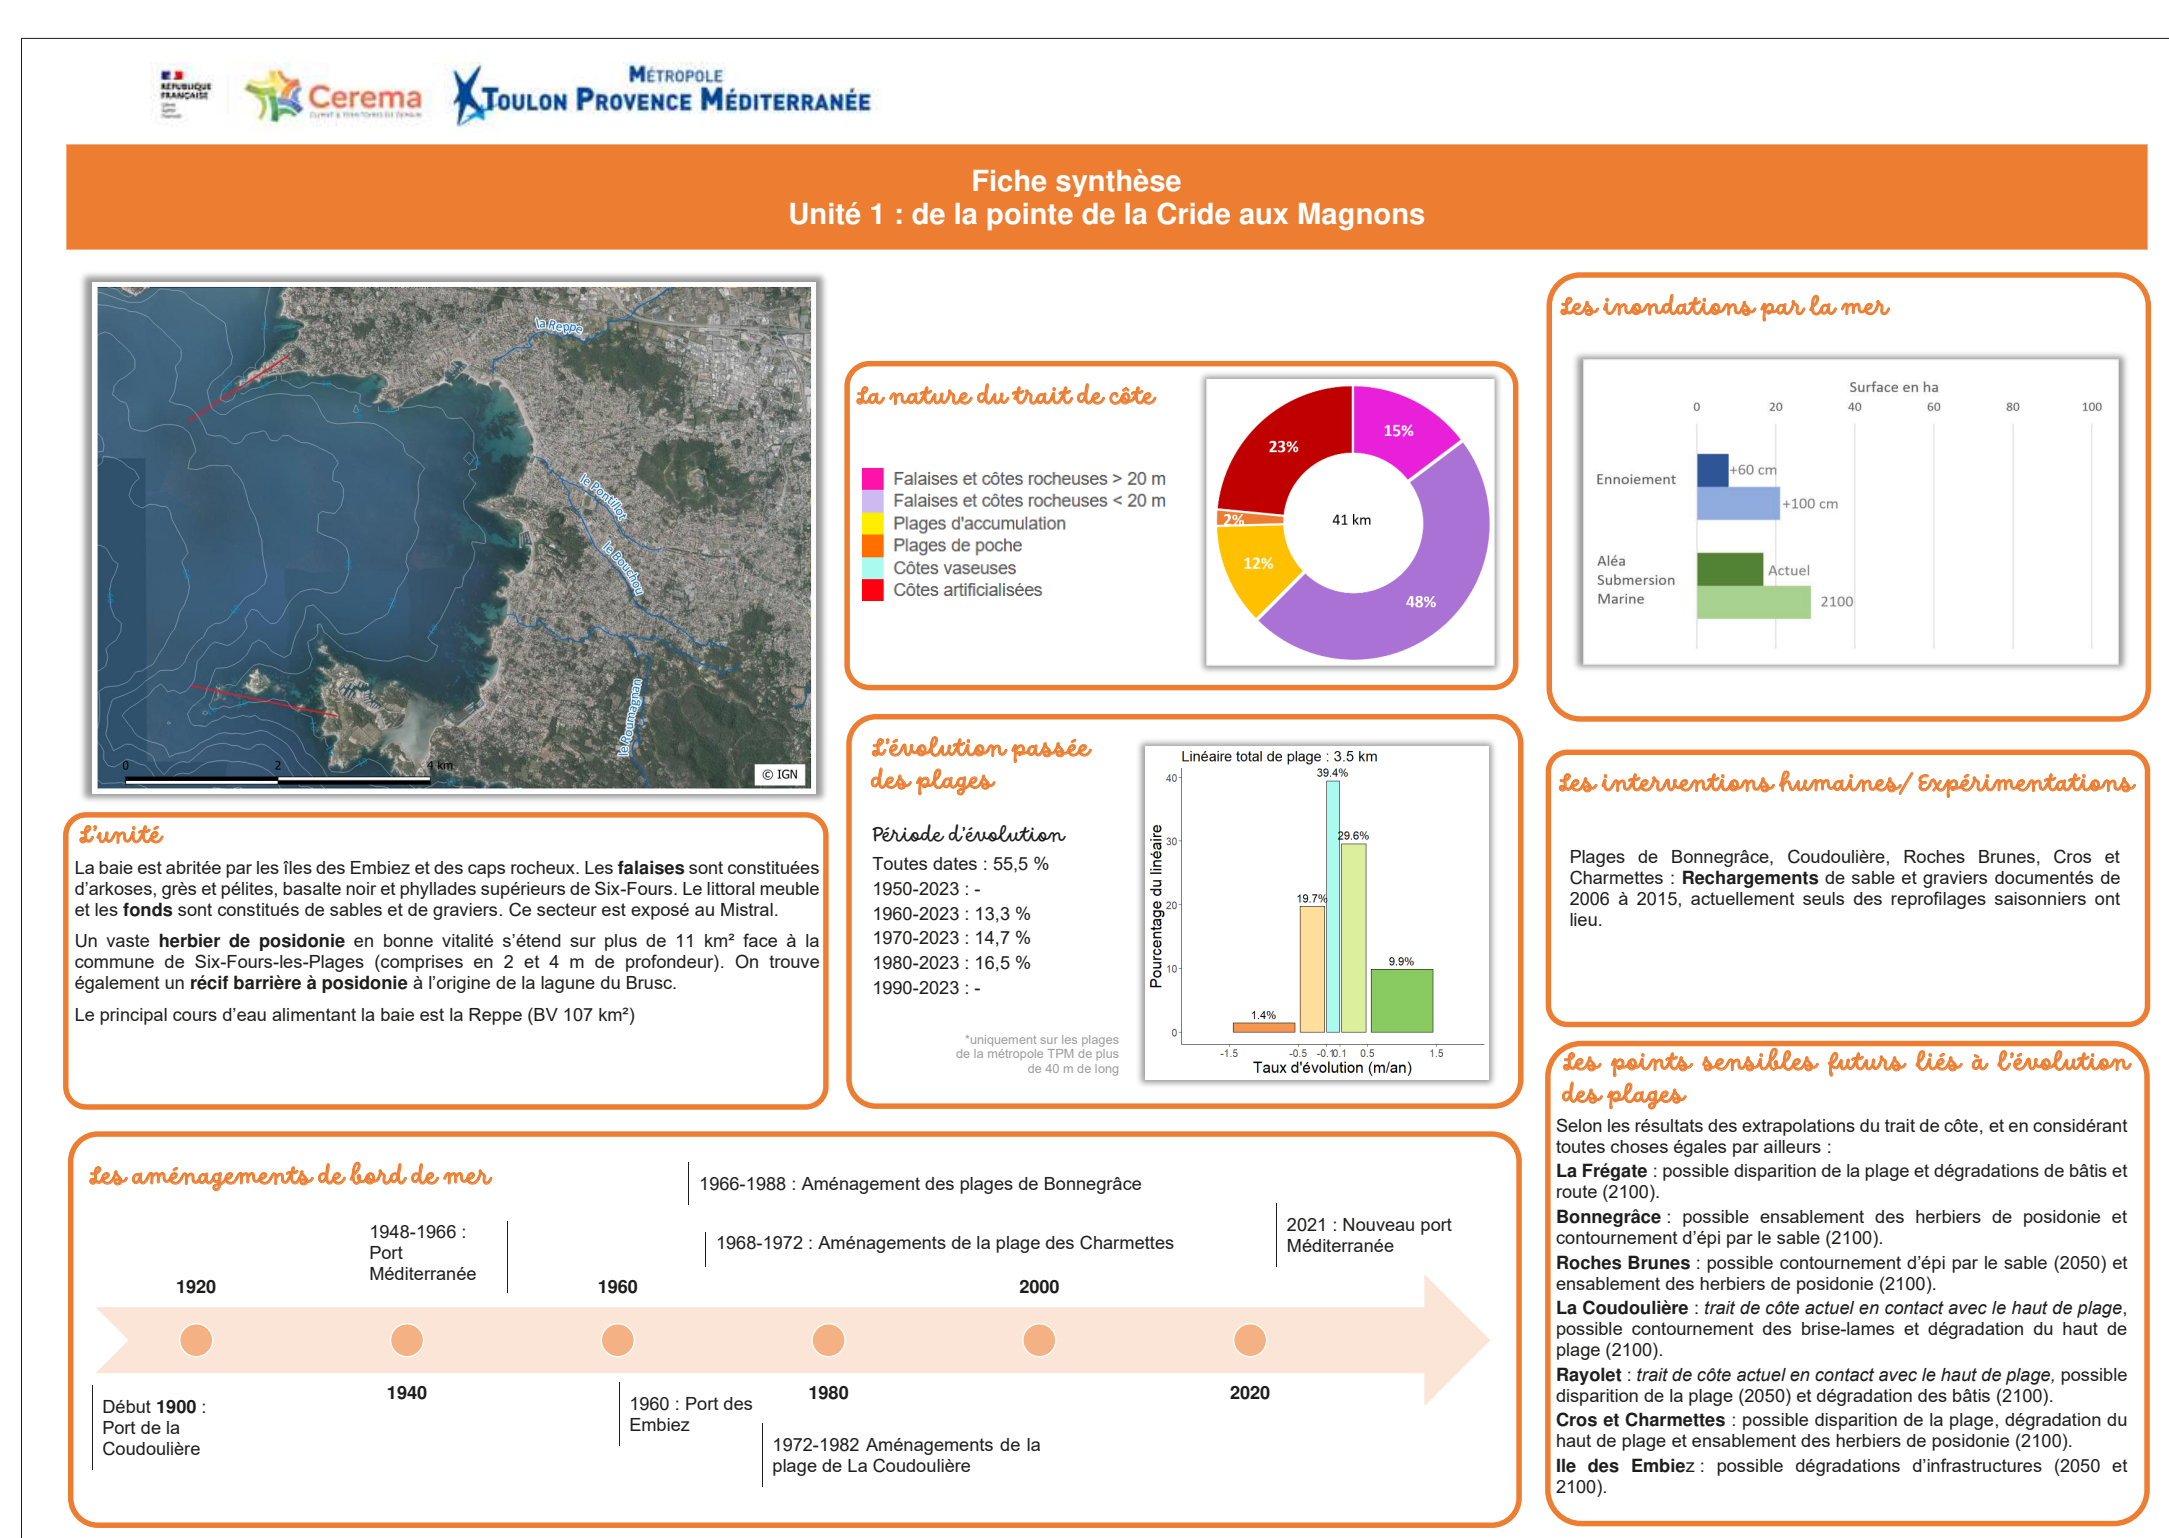 RÉPUBLIQUE
FRANÇAISE
Cerema
CLIMAT & TERRITOIRES DE DEMAIN
MÉTROPOLE
TOULON PROVENCE MÉDITERRANÉE
Fiche synthèse
Unité 1 : de la pointe de la Cride aux Magnons
la Reppe
le Pontillot
le Bouchou
le Roumagnan
0 2 4 km
© IGN
L'unité
La baie est abritée par les îles des Embiez et des caps rocheux. Les falaises sont constituées
d'arkoses, grès et pélites, basalte noir et phyllades supérieurs de Six-Fours. Le littoral meuble
et les fonds sont constitués de sables et de graviers. Ce secteur est exposé au Mistral.
Un vaste herbier de posidonie en bonne vitalité s'étend sur plus de 11 km² face à la
commune de Six-Fours-les-Plages (comprises en 2 et 4 m de profondeur). On trouve
également un récif barrière à posidonie à l'origine de la lagune du Brusc.
Le principal cours d'eau alimentant la baie est la Reppe (BV 107 km²)
La nature du trait de côte
Falaises et côtes rocheuses > 20 m
Falaises et côtes rocheuses < 20 m
Plages d'accumulation
Plages de poche
Côtes vaseuses
Côtes artificialisées
15%
48%
12%
2%
23%
41 km
L'évolution passée
des plages
Période d'évolution
Toutes dates : 55,5 %
1950-2023 : -
1960-2023 : 13,3 %
1970-2023 : 14,7 %
1980-2023 : 16,5 %
1990-2023 : -
*uniquement sur les plages
de la métropole TPM de plus
de 40 m de long
Linéaire total de plage : 3.5 km
Pourcentage du linéaire
40
30
20
10
0
1.4%
19.7%
39.4%
29.6%
9.9%
-1.5 -0.5 -0.1 0.1 0.5 1.5
Taux d'évolution (m/an)
Les inondations par la mer
Surface en ha
0 20 40 60 80 100
Ennoiement
+60 cm
+100 cm
Aléa
Submersion
Marine
Actuel
2100
Les interventions humaines/ Expérimentations
Plages de Bonnegrâce, Coudoulière, Roches Brunes, Cros et
Charmettes : Rechargements de sable et graviers documentés de
2006 à 2015, actuellement seuls des reprofilages saisonniers ont
lieu.
Les points sensibles futurs liés à l'évolution
des plages
Selon les résultats des extrapolations du trait de côte, et en considérant
toutes choses égales par ailleurs :
La Frégate : possible disparition de la plage et dégradations de bâtis et
route (2100).
Bonnegrâce : possible ensablement des herbiers de posidonie et
contournement d'épi par le sable (2100).
Roches Brunes : possible contournement d'épi par le sable (2050) et
ensablement des herbiers de posidonie (2100).
La Coudoulière : trait de côte actuel en contact avec le haut de plage,
possible contournement des brise-lames et dégradation du haut de
plage (2100).
Rayolet : trait de côte actuel en contact avec le haut de plage, possible
disparition de la plage (2050) et dégradation des bâtis (2100).
Cros et Charmettes : possible disparition de la plage, dégradation du
haut de plage et ensablement des herbiers de posidonie (2100).
Ile des Embiez : possible dégradations d'infrastructures (2050 et
2100).
Les aménagements de bord de mer
1966-1988 : Aménagement des plages de Bonnegrâce
1948-1966 :
Port
Méditerranée
1968-1972 : Aménagements de la plage des Charmettes
2021 : Nouveau port
Méditerranée
1920
1960
2000
1940
1980
2020
Début 1900 :
Port de la
Coudoulière
1960 : Port des
Embiez
1972-1982 Aménagements de la
plage de La Coudoulière